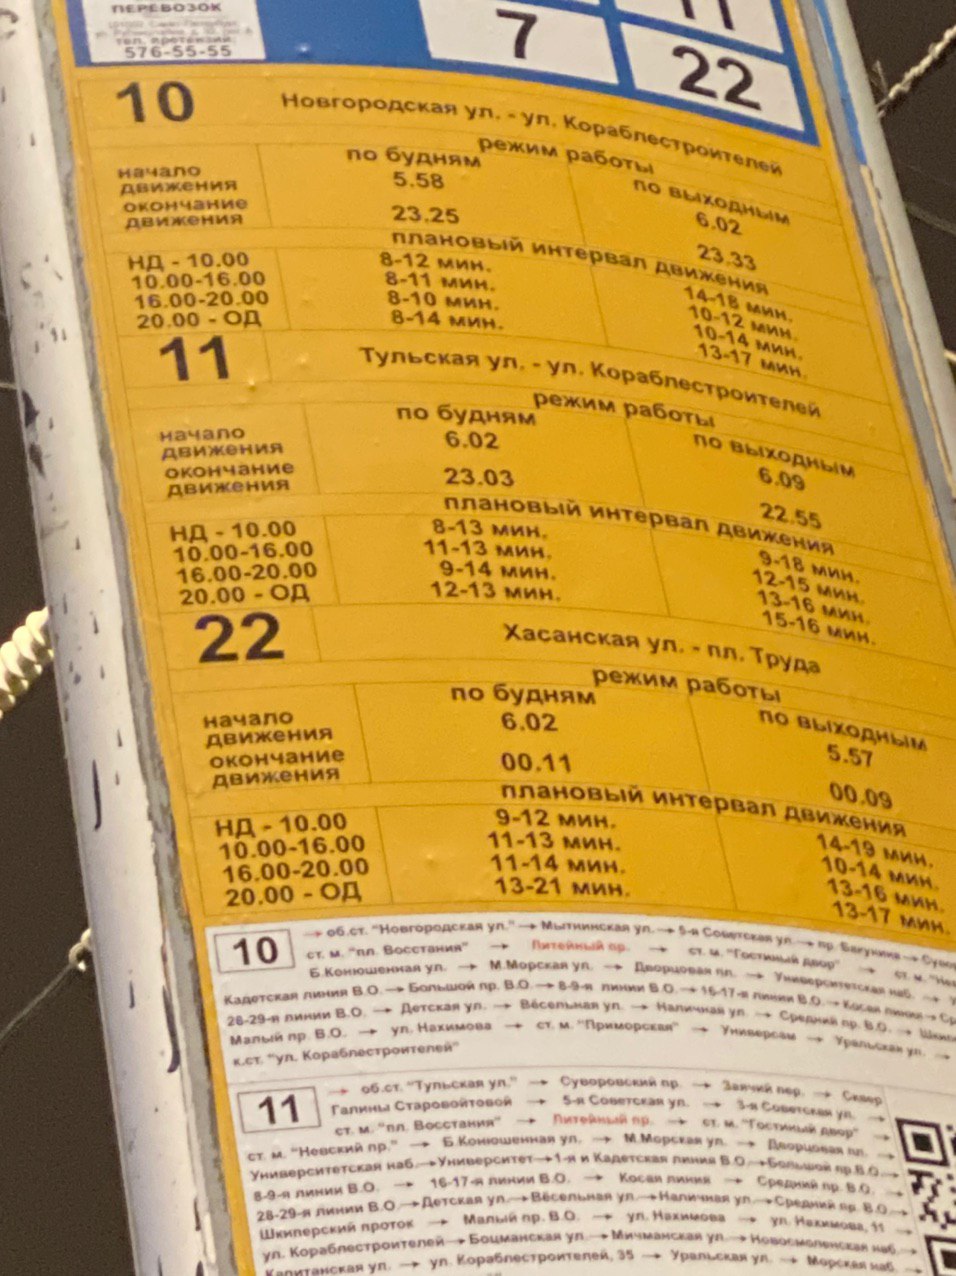 ПЕРЕВОЗОК
тел. претензий:
576-55-55
7
11
22
10 Новгородская ул. - ул. Кораблестроителей
режим работы
по будням по выходным
начало движения 5.58 6.02
окончание движения 23.25 23.33
плановый интервал движения
НД - 10.00 8-12 мин. 14-18 мин.
10.00-16.00 8-11 мин. 10-12 мин.
16.00-20.00 8-10 мин. 10-14 мин.
20.00 - ОД 8-14 мин. 13-17 мин.
11 Тульская ул. - ул. Кораблестроителей
режим работы
по будням по выходным
начало движения 6.02 6.09
окончание движения 23.03 22.55
плановый интервал движения
НД - 10.00 8-13 мин. 9-18 мин.
10.00-16.00 11-13 мин. 12-15 мин.
16.00-20.00 9-14 мин. 13-16 мин.
20.00 - ОД 12-13 мин. 15-16 мин.
22 Хасанская ул. - пл. Труда
режим работы
по будням по выходным
начало движения 6.02 5.57
окончание движения 00.11 00.09
плановый интервал движения
НД - 10.00 9-12 мин. 14-19 мин.
10.00-16.00 11-13 мин. 10-14 мин.
16.00-20.00 11-14 мин. 13-16 мин.
20.00 - ОД 13-21 мин. 13-17 мин.
10 → об.ст. "Новгородская ул." → Мытнинская ул. → 5-я Советская ул. → пр. Бакунина →
ст. м. "пл. Восстания" → Литейный пр. → ст. м. "Гостиный двор" → ст. м.
Б.Конюшенная ул. → М.Морская ул. → Дворцовая пл. → Университетская наб. →
Кадетская линия В.О. → Большой пр. В.О. → 8-9-я линии В.О. → 16-17-я линии В.О. → Косая линия →
26-29-я линии В.О. → Детская ул. → Весельная ул. → Наличная ул. → Средний пр. В.О. →
Малый пр. В.О. → ул. Нахимова → ст. м. "Приморская" → Универсам → Уральская ул. →
к.ст. "ул. Кораблестроителей"
11 → об.ст. "Тульская ул." → Суворовский пр. → Заячий пер. → Сквер
Галины Старовойтовой → 5-я Советская ул. → 3-я Советская ул. →
ст. м. "пл. Восстания" → Литейный пр. → ст. м. "Гостиный двор" →
ст. м. "Невский пр." → Б.Конюшенная ул. → М.Морская ул. → Дворцовая пл. →
Университетская наб. → Университет → 1-я и Кадетская линия В.О. → Большой пр.В.О. →
8-9-я линии В.О. → 16-17-я линии В.О. → Косая линия → Средний пр. В.О. →
28-29-я линии В.О. → Детская ул. → Весельная ул. → Наличная ул. → Средний пр. В.О. →
Шкиперский проток → Малый пр. В.О. → ул. Нахимова → ул. Нахимова, 11 →
ул. Кораблестроителей → Боцманская ул. → Мичманская ул. → Новосмоленская наб. →
Капитанская ул. → ул. Кораблестроителей, 35 → Уральская ул. → Морская наб. →